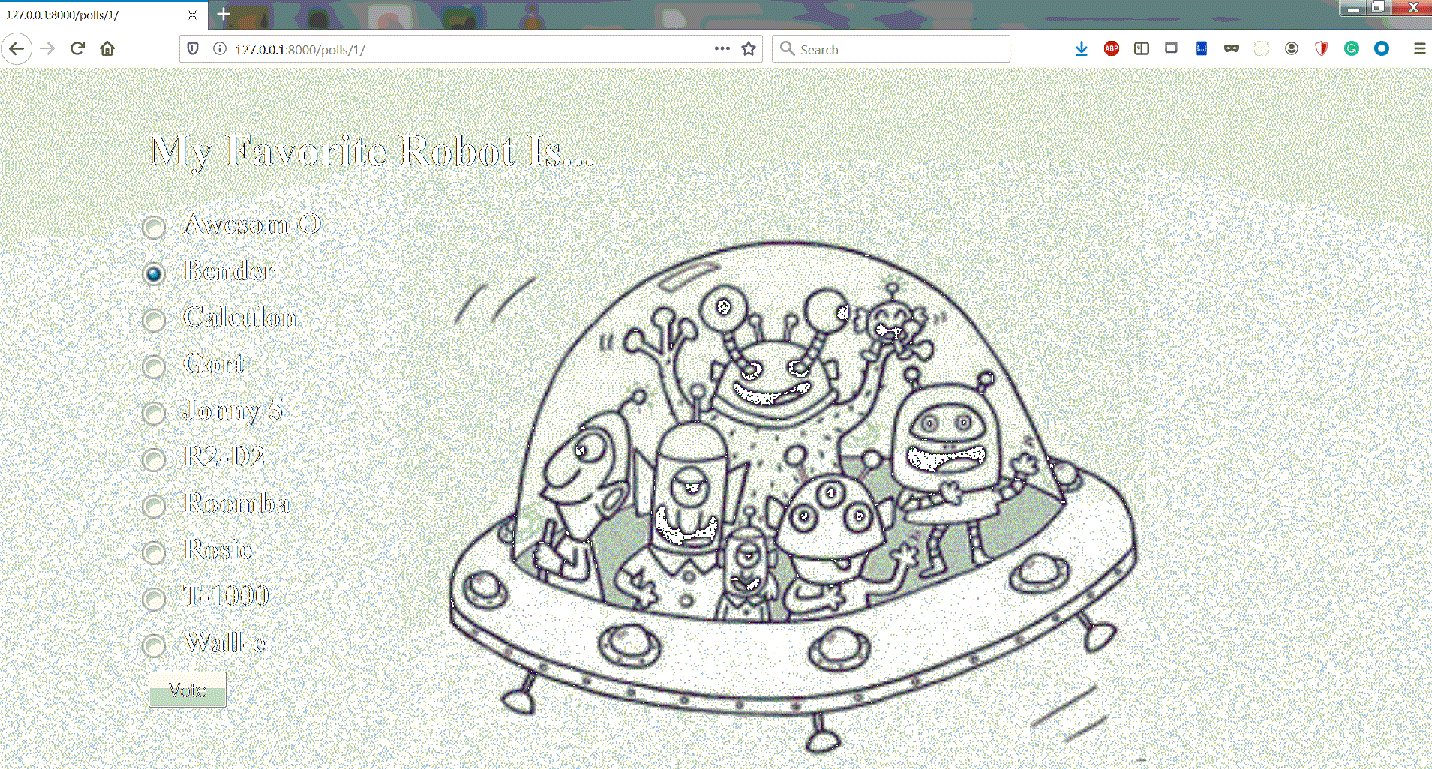 127.0.0.1:8000/polls/1/
127.0.0.1:8000/polls/1/
Search
ABP
My Favorite Robot Is....
Awesom-O
Bender
Calculon
Gort
Jonny 5
R2-D2
Roomba
Rosie
T-1000
Wall-e
Vote